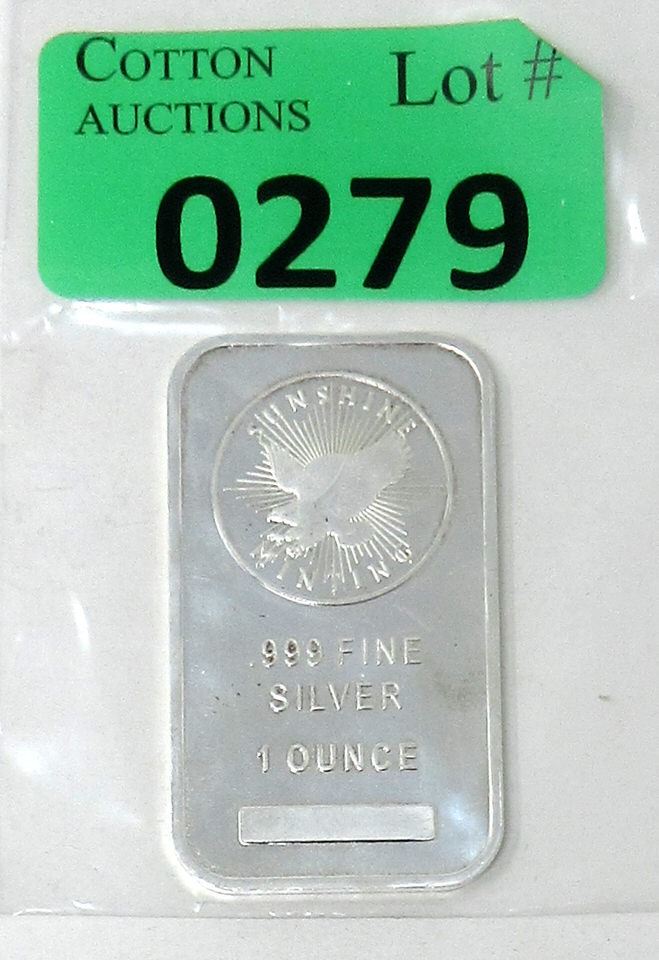 COTTON
AUCTIONS
Lot #
0279
SUNSHINE
MINTING
.999 FINE
SILVER
1 OUNCE